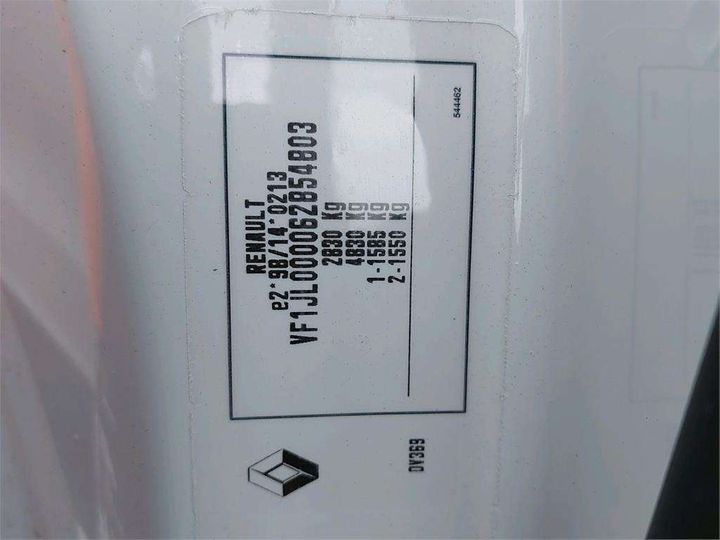 RENAULT
e2*98/14*0213
VF1JL000062854803
2830 Kg
4830 Kg
1-1585 Kg
2-1550 Kg
544462
DV369